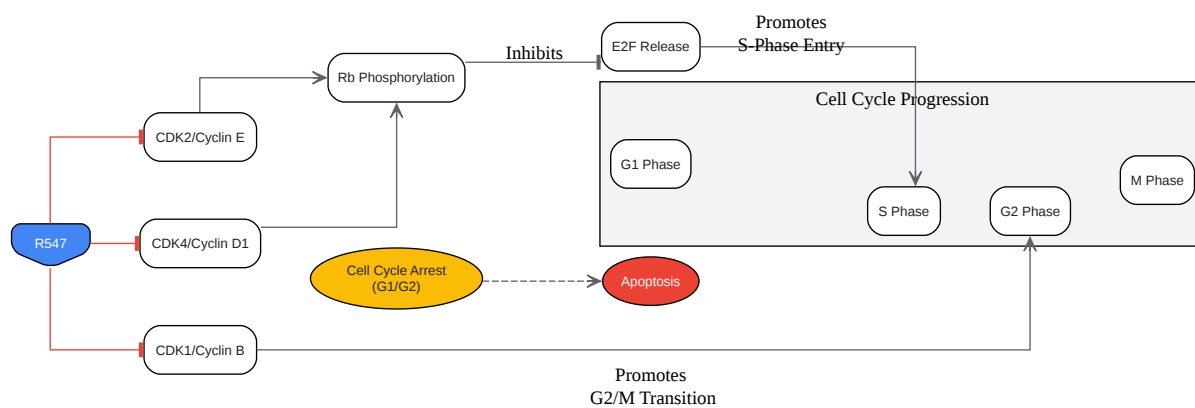 Promotes
S-Phase Entry
E2F Release
Inhibits
Rb Phosphorylation
Cell Cycle Progression
CDK2/Cyclin E
G1 Phase
M Phase
S Phase
G2 Phase
R547
CDK4/Cyclin D1
Cell Cycle Arrest
(G1/G2)
Apoptosis
CDK1/Cyclin B
Promotes
G2/M Transition